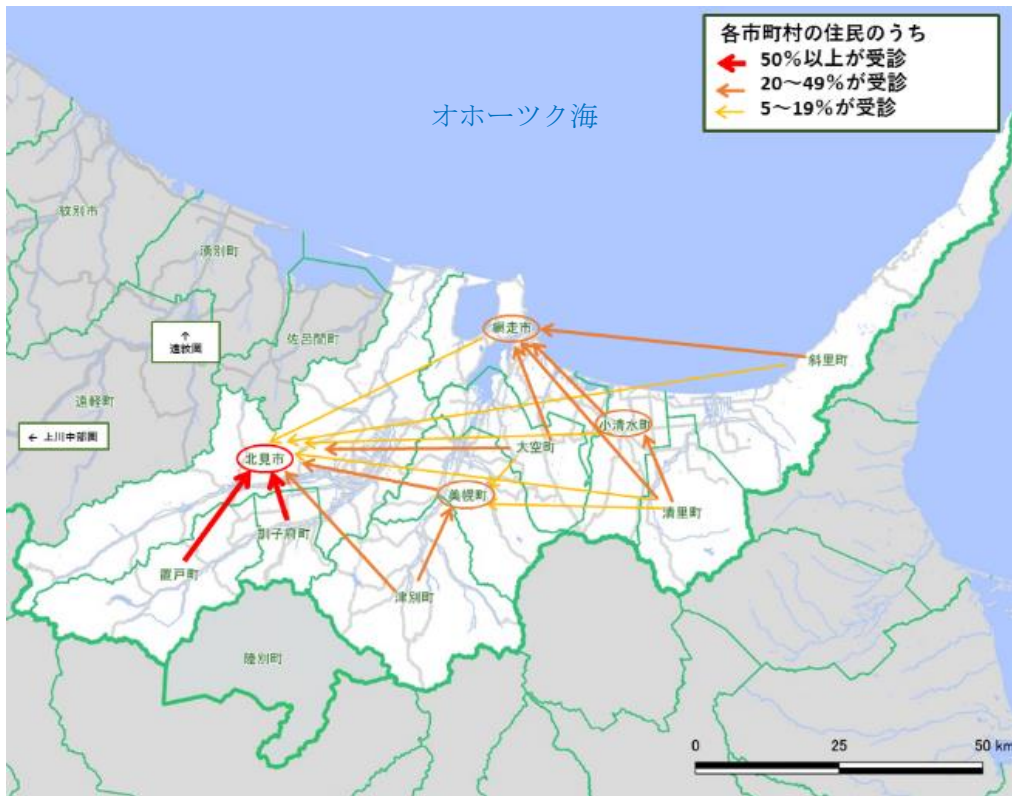 各市町村の住民のうち
50％以上が受診
20～49％が受診
5～19％が受診
オホーツク海
紋別市
湧別町
↑
遠紋圏
佐呂間町
遠軽町
← 上川中部圏
網走市
斜里町
小清水町
大空町
北見市
美幌町
清里町
訓子府町
置戸町
津別町
陸別町
0 25 50 km